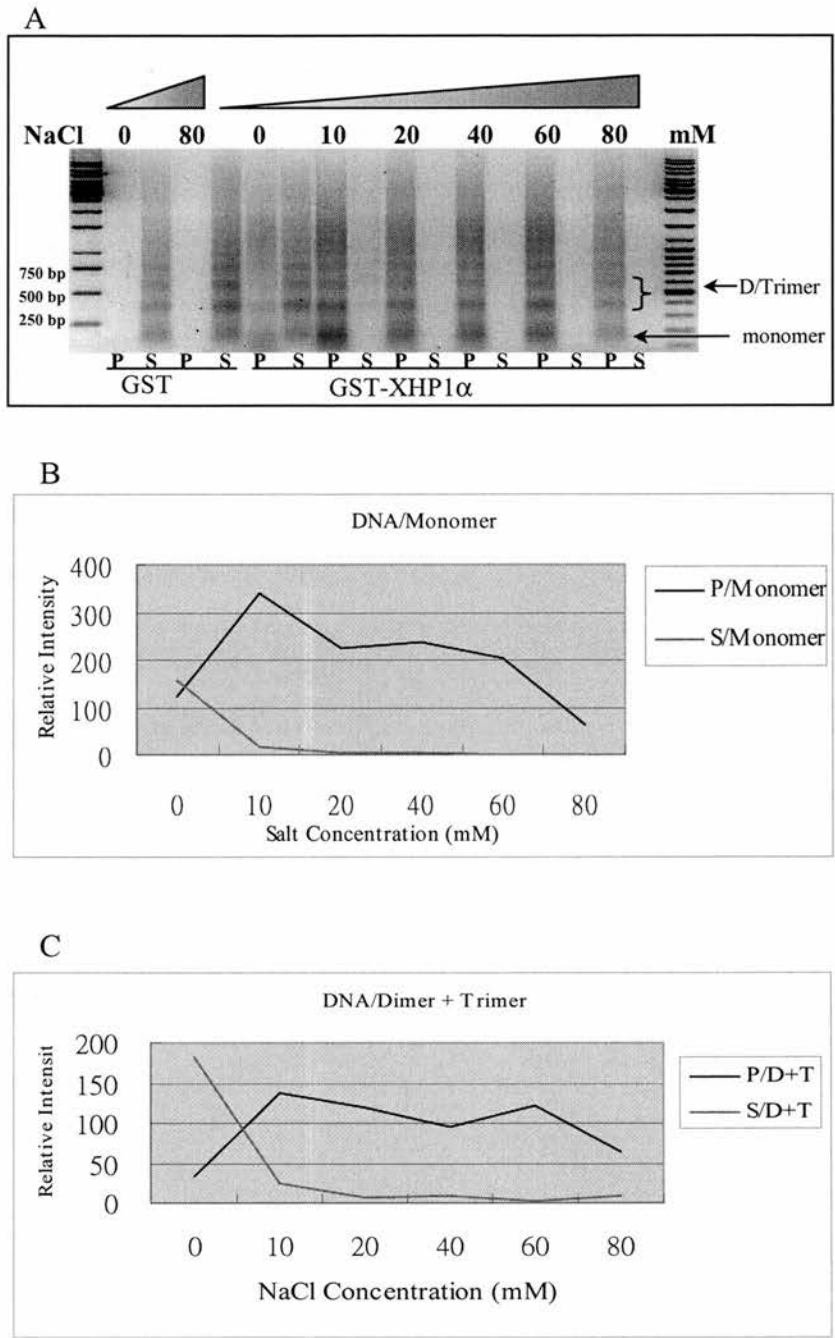 A
NaCl 0 80 0 10 20 40 60 80 mM
750 bp
500 bp
250 bp
D/Trimer
monomer
P S P S P S P S P S P S P S P S
GST GST-XHP1α
B
DNA/Monomer
Relative Intensity
400
300
200
100
0
0 10 20 40 60 80
Salt Concentration (mM)
P/Monomer
S/Monomer
C
DNA/Dimer + Trimer
Relative Intensit
200
150
100
50
0
0 10 20 40 60 80
NaCl Concentration (mM)
P/D+T
S/D+T